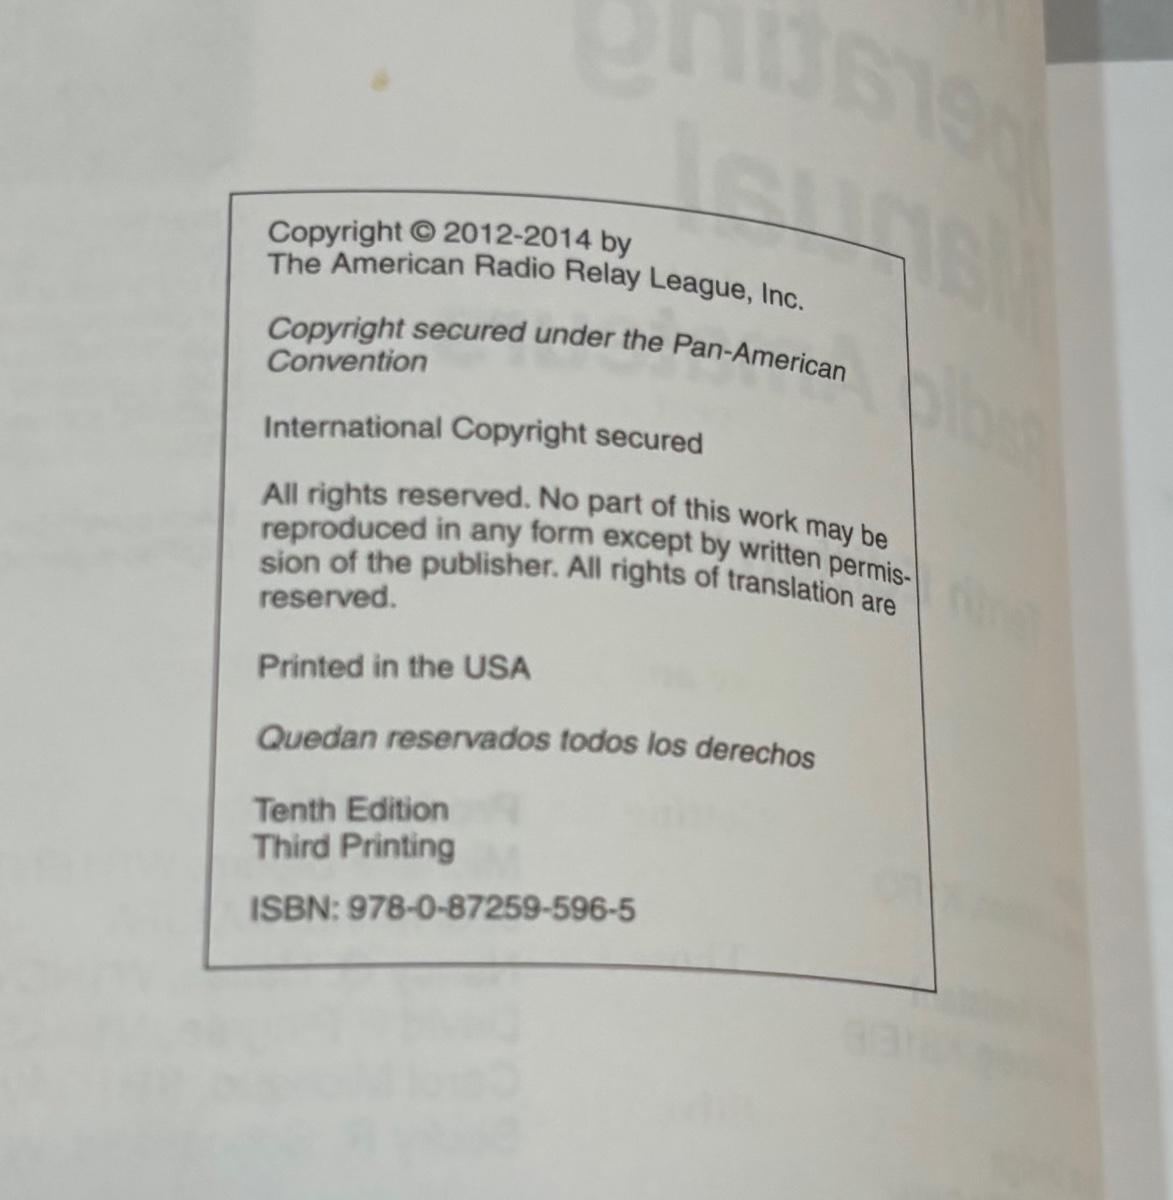 Copyright © 2012-2014 by
The American Radio Relay League, Inc.
Copyright secured under the Pan-American
Convention
International Copyright secured
All rights reserved. No part of this work may be
reproduced in any form except by written permis-
sion of the publisher. All rights of translation are
reserved.
Printed in the USA
Quedan reservados todos los derechos
Tenth Edition
Third Printing
ISBN: 978-0-87259-596-5